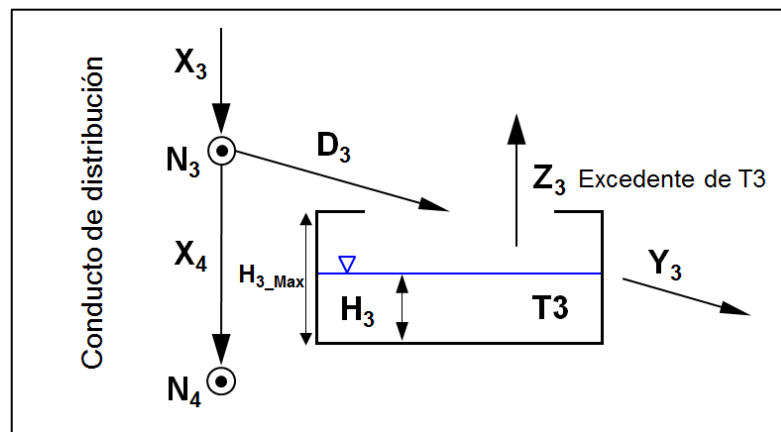 Conducto de distribución
X3
N3
D3
Z3 Excedente de T3
X4
H3_Max
H3
T3
Y3
N4